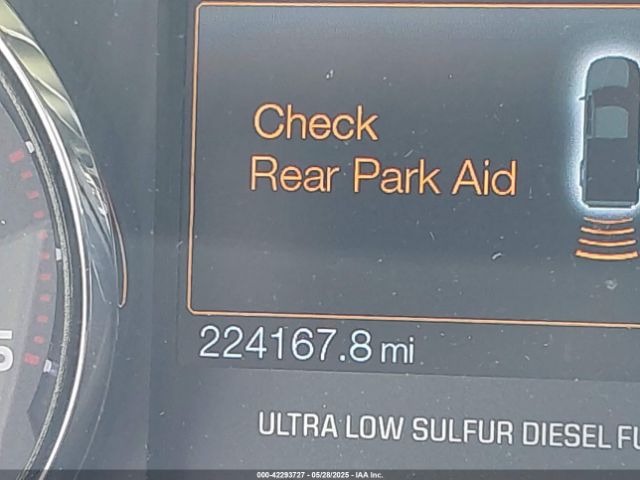 Check
Rear Park Aid
224167.8 mi
ULTRA LOW SULFUR DIESEL FU
000-42293727 - 05/28/2025 - IAA Inc.